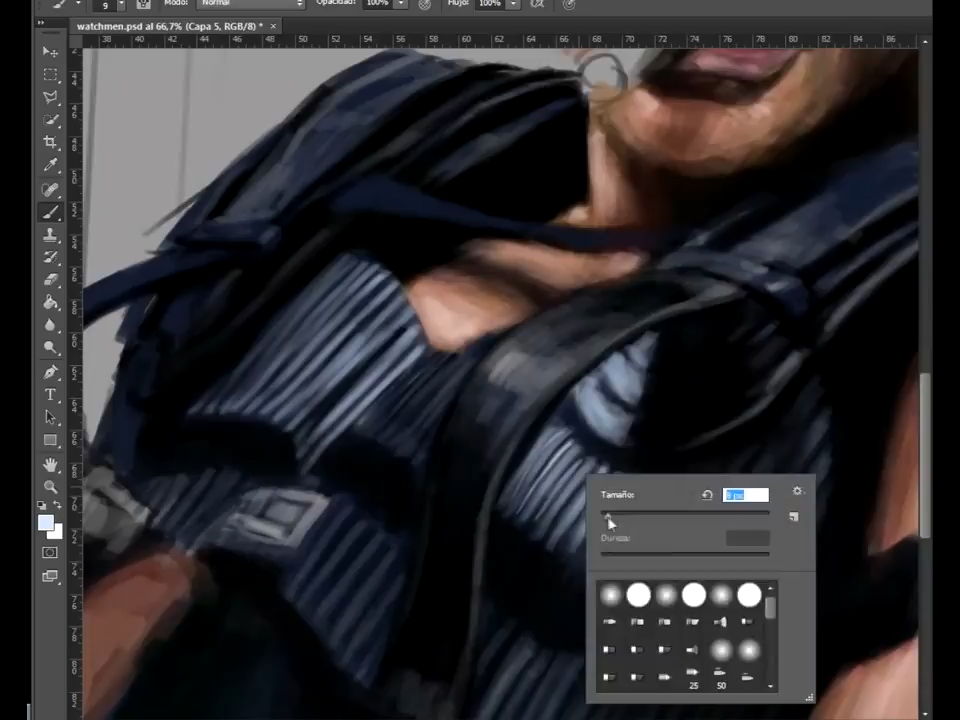 9 Modo: Normal Opacidad: 100% Flujo: 100%
watchmen.psd al 66,7% (Capa 5, RGB/8) * ×
38 40 42 44 46 48 50 52 54 56 58 60 62 64 66 68 70 72 74 76 78 80 82 84 86
T
Tamaño:
Dureza:
25 50